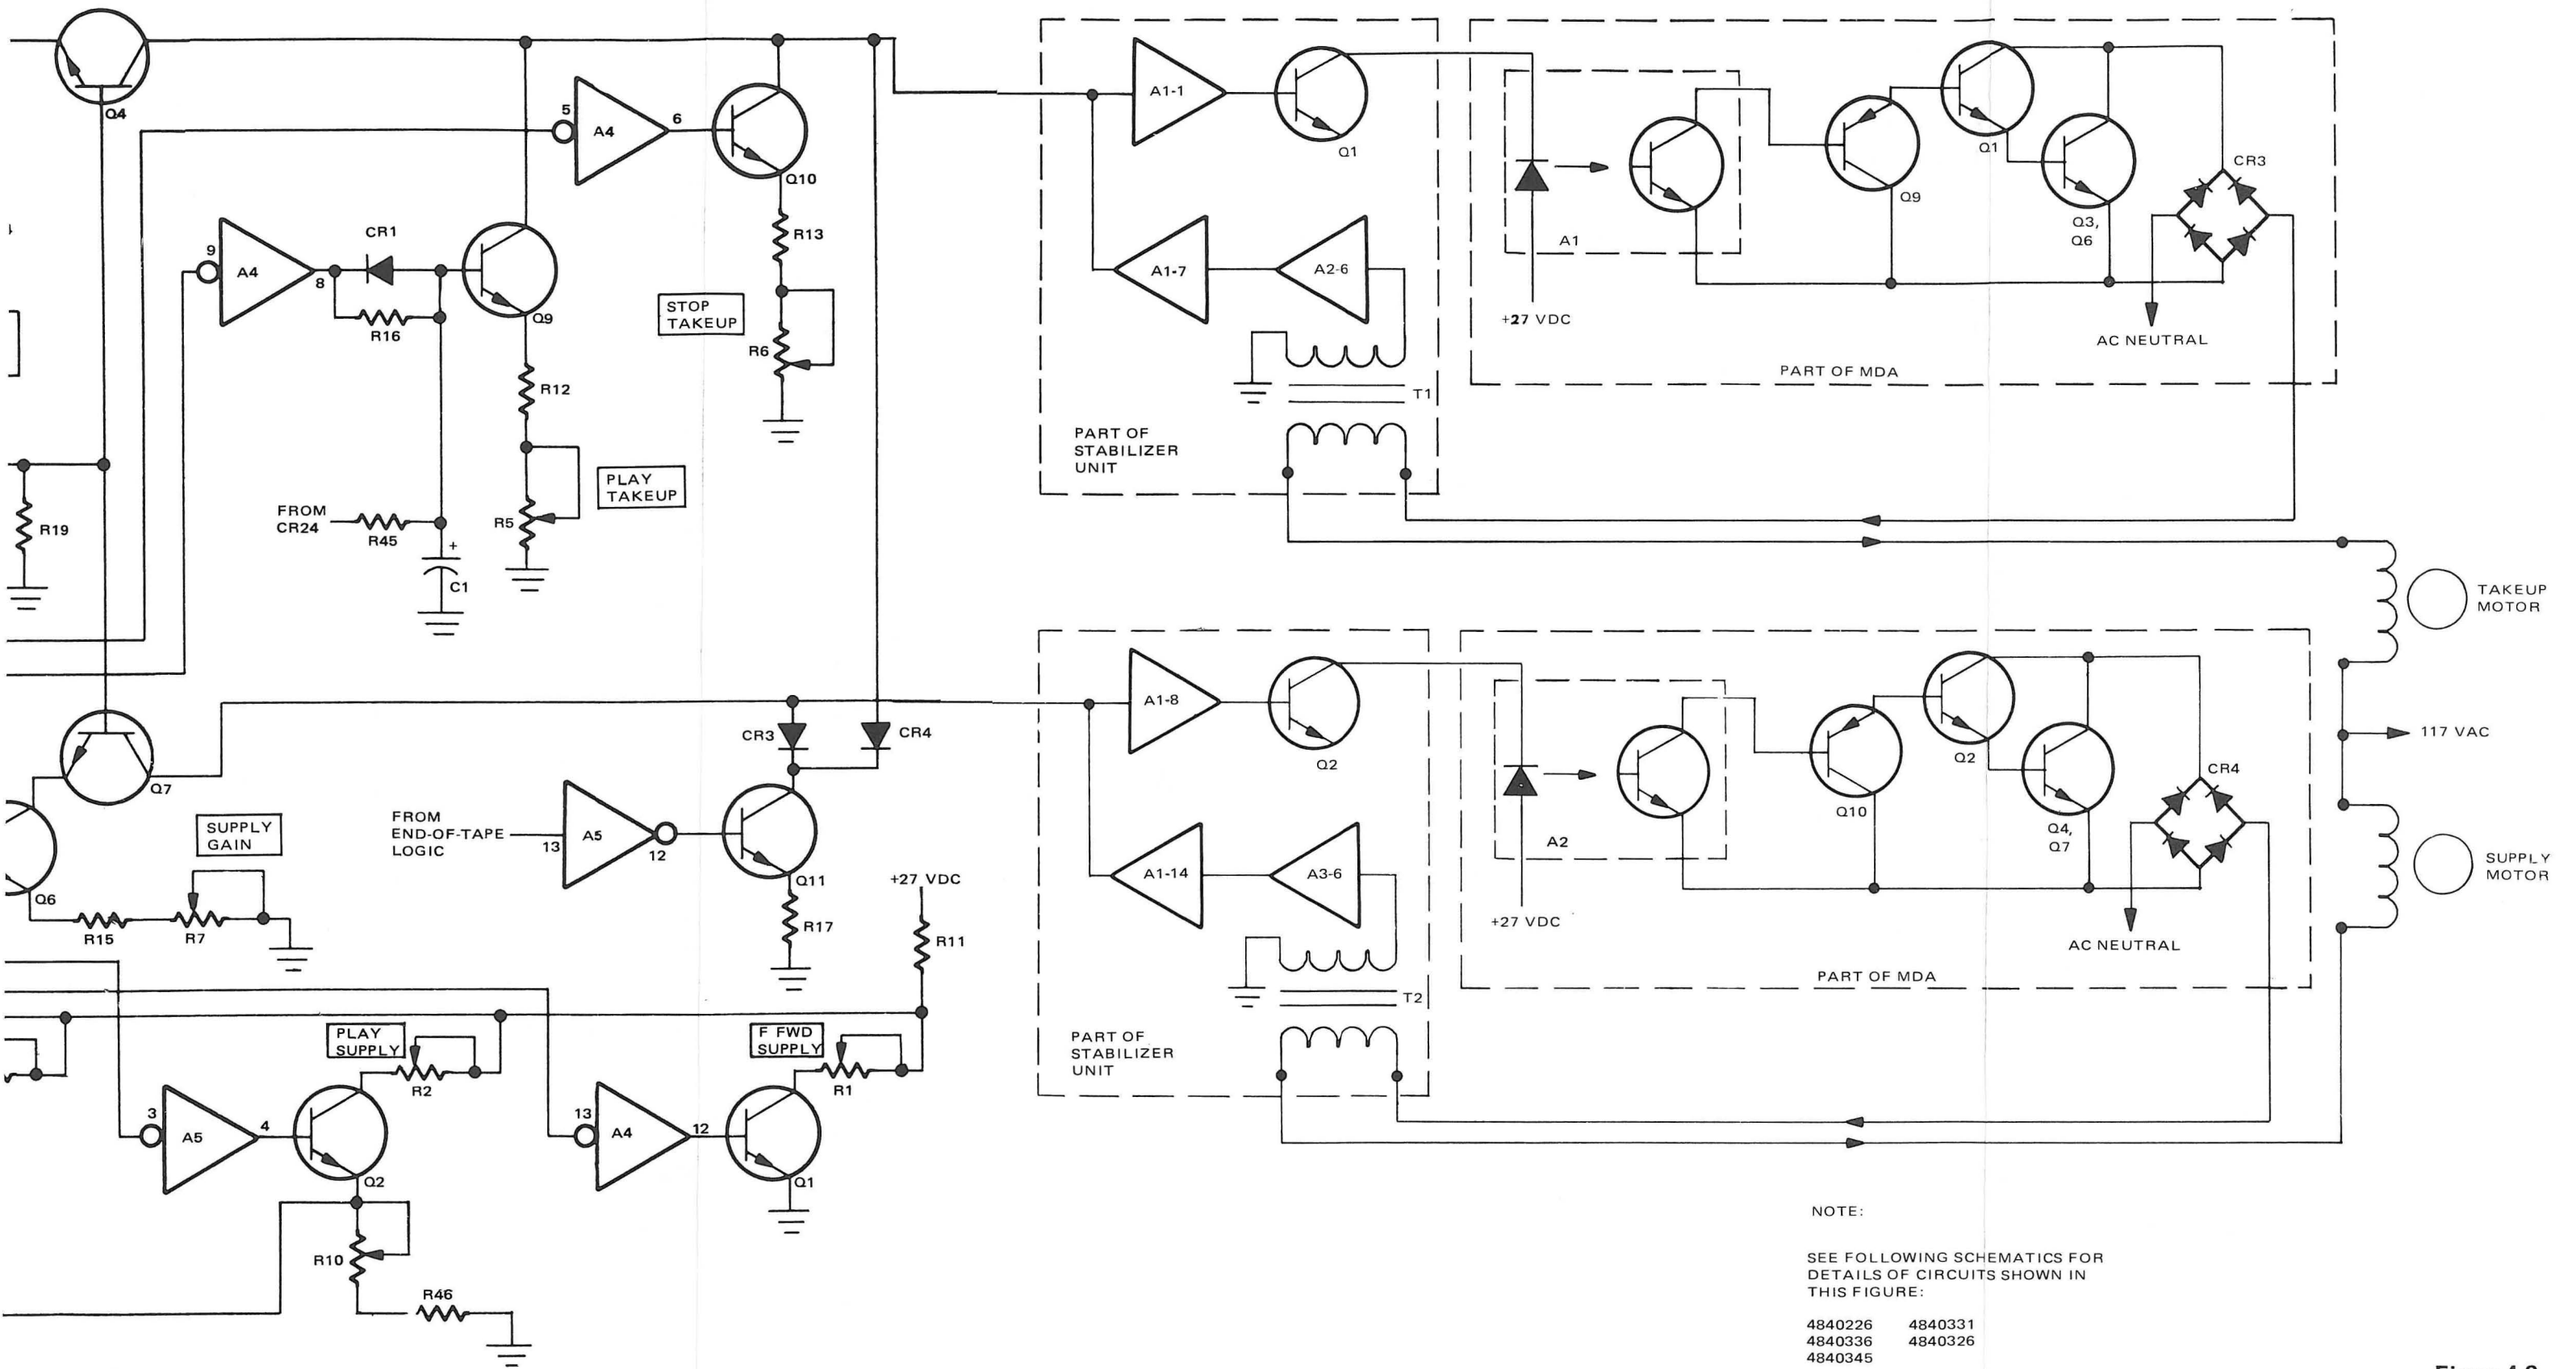 Q4
5
A4
6
Q10
R13
STOP
TAKEUP
R6
9
A4
8
CR1
R16
Q9
R12
PLAY
TAKEUP
R5
FROM
CR24
R45
+
C1
R19
A1-1
Q1
A1-7
A2-6
T1
PART OF
STABILIZER
UNIT
A1
+27 VDC
Q9
Q1
Q3,
Q6
CR3
AC NEUTRAL
PART OF MDA
TAKEUP
MOTOR
117 VAC
SUPPLY
MOTOR
Q7
Q6
SUPPLY
GAIN
R15
R7
CR3
CR4
FROM
END-OF-TAPE
LOGIC
13
A5
12
Q11
R17
+27 VDC
R11
A1-8
Q2
A1-14
A3-6
T2
PART OF
STABILIZER
UNIT
A2
+27 VDC
Q10
Q2
Q4,
Q7
CR4
AC NEUTRAL
PART OF MDA
PLAY
SUPPLY
R2
F FWD
SUPPLY
R1
3
A5
4
Q2
13
A4
12
Q1
R10
R46
NOTE:
SEE FOLLOWING SCHEMATICS FOR
DETAILS OF CIRCUITS SHOWN IN
THIS FIGURE:
4840226 4840331
4840336 4840326
4840345